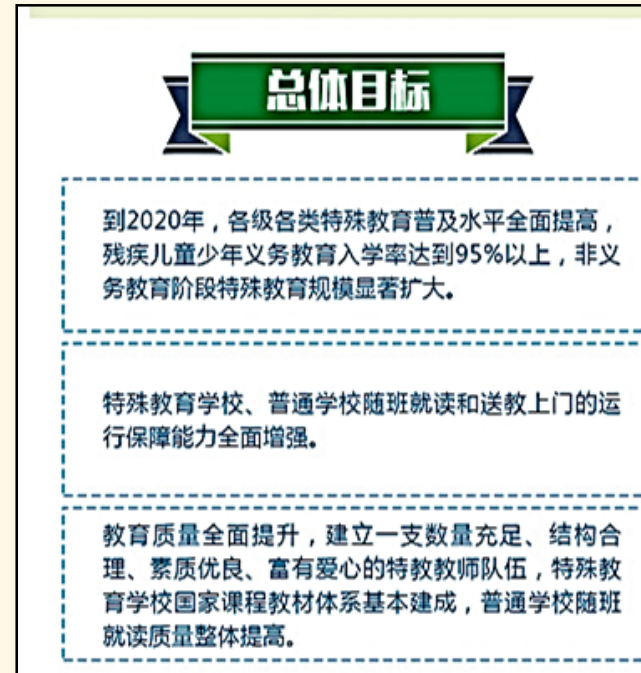 总体目标
到2020年，各级各类特殊教育普及水平全面提高，
残疾儿童少年义务教育入学率达到95%以上，非义
务教育阶段特殊教育规模显著扩大。
特殊教育学校、普通学校随班就读和送教上门的运
行保障能力全面增强。
教育质量全面提升，建立一支数量充足、结构合
理、素质优良、富有爱心的特教教师队伍，特殊教
育学校国家课程教材体系基本建成，普通学校随班
就读质量整体提高。